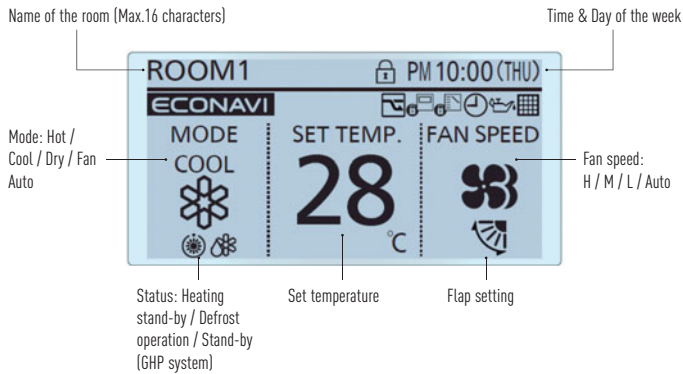 Name of the room (Max.16 characters)
Time & Day of the week
ROOM1 PM 10:00 (THU)
ECONAVI
MODE SET TEMP. FAN SPEED
COOL
28
°C
Mode: Hot /
Cool / Dry / Fan
Auto
Fan speed:
H / M / L / Auto
Status: Heating
stand-by / Defrost
operation / Stand-by
(GHP system)
Set temperature
Flap setting